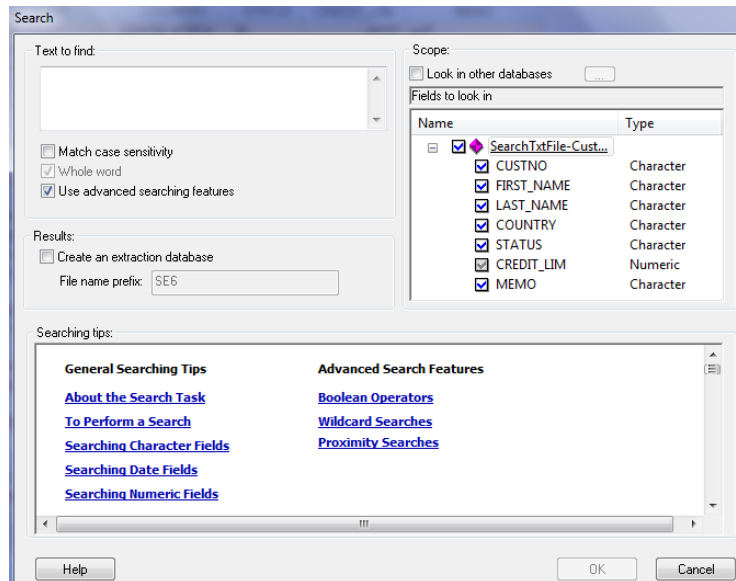 Search
Text to find:
Match case sensitivity
Whole word
Use advanced searching features
Results:
Create an extraction database
File name prefix: SE6
Scope:
Look in other databases ...
Fields to look in
Name Type
SearchTxtFile-Cust...
CUSTNO Character
FIRST_NAME Character
LAST_NAME Character
COUNTRY Character
STATUS Character
CREDIT_LIM Numeric
MEMO Character
Searching tips:
General Searching Tips
About the Search Task
To Perform a Search
Searching Character Fields
Searching Date Fields
Searching Numeric Fields
Advanced Search Features
Boolean Operators
Wildcard Searches
Proximity Searches
Help OK Cancel